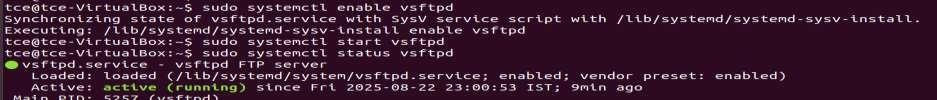 tce@tce-VirtualBox:~$ sudo systemctl enable vsftpd
Synchronizing state of vsftpd.service with SysV service script with /lib/systemd/systemd-sysv-install.
Executing: /lib/systemd/systemd-sysv-install enable vsftpd
tce@tce-VirtualBox:~$ sudo systemctl start vsftpd
tce@tce-VirtualBox:~$ sudo systemctl status vsftpd
● vsftpd.service - vsftpd FTP server
Loaded: loaded (/lib/systemd/system/vsftpd.service; enabled; vendor preset: enabled)
Active: active (running) since Fri 2025-08-22 23:00:53 IST; 9min ago
Main PID: 5257 (vsftpd)